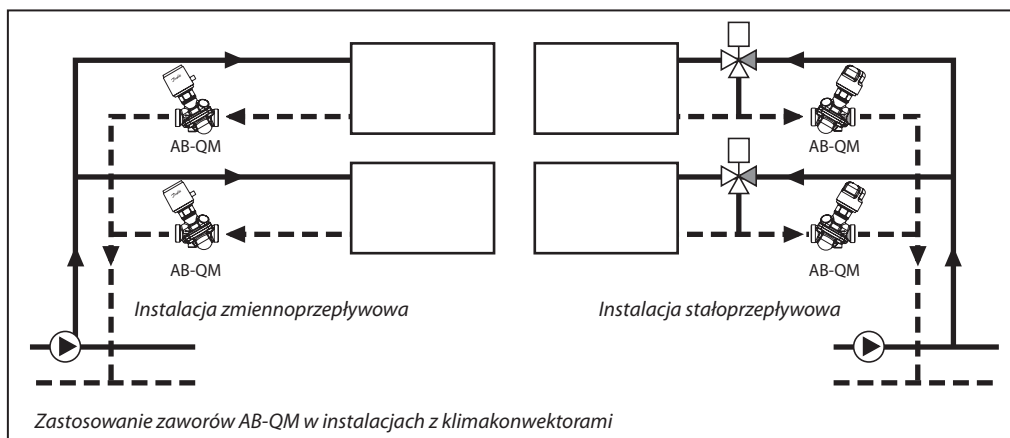 AB-QM
AB-QM
AB-QM
AB-QM
Instalacja zmiennoprzepływowa
Instalacja stałoprzepływowa
Zastosowanie zaworów AB-QM w instalacjach z klimakonwektorami